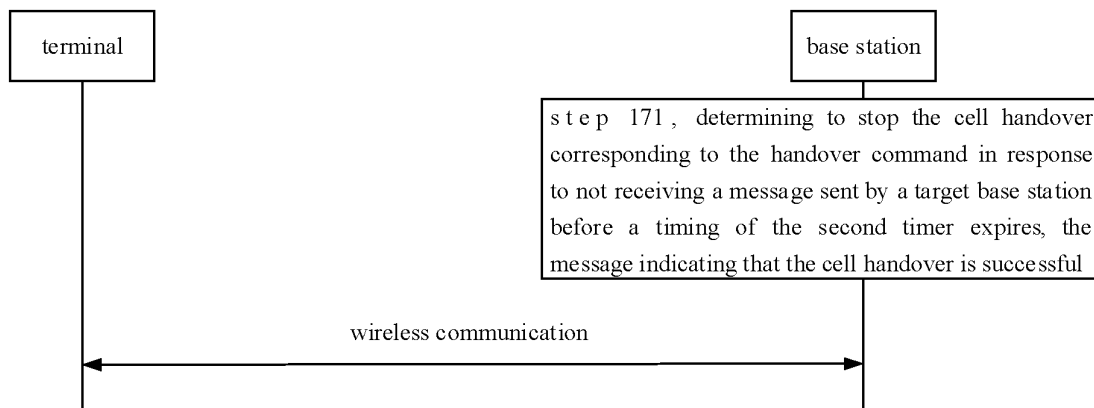 terminal
base station
step 171, determining to stop the cell handover
corresponding to the handover command in response
to not receiving a message sent by a target base station
before a timing of the second timer expires, the
message indicating that the cell handover is successful
wireless communication